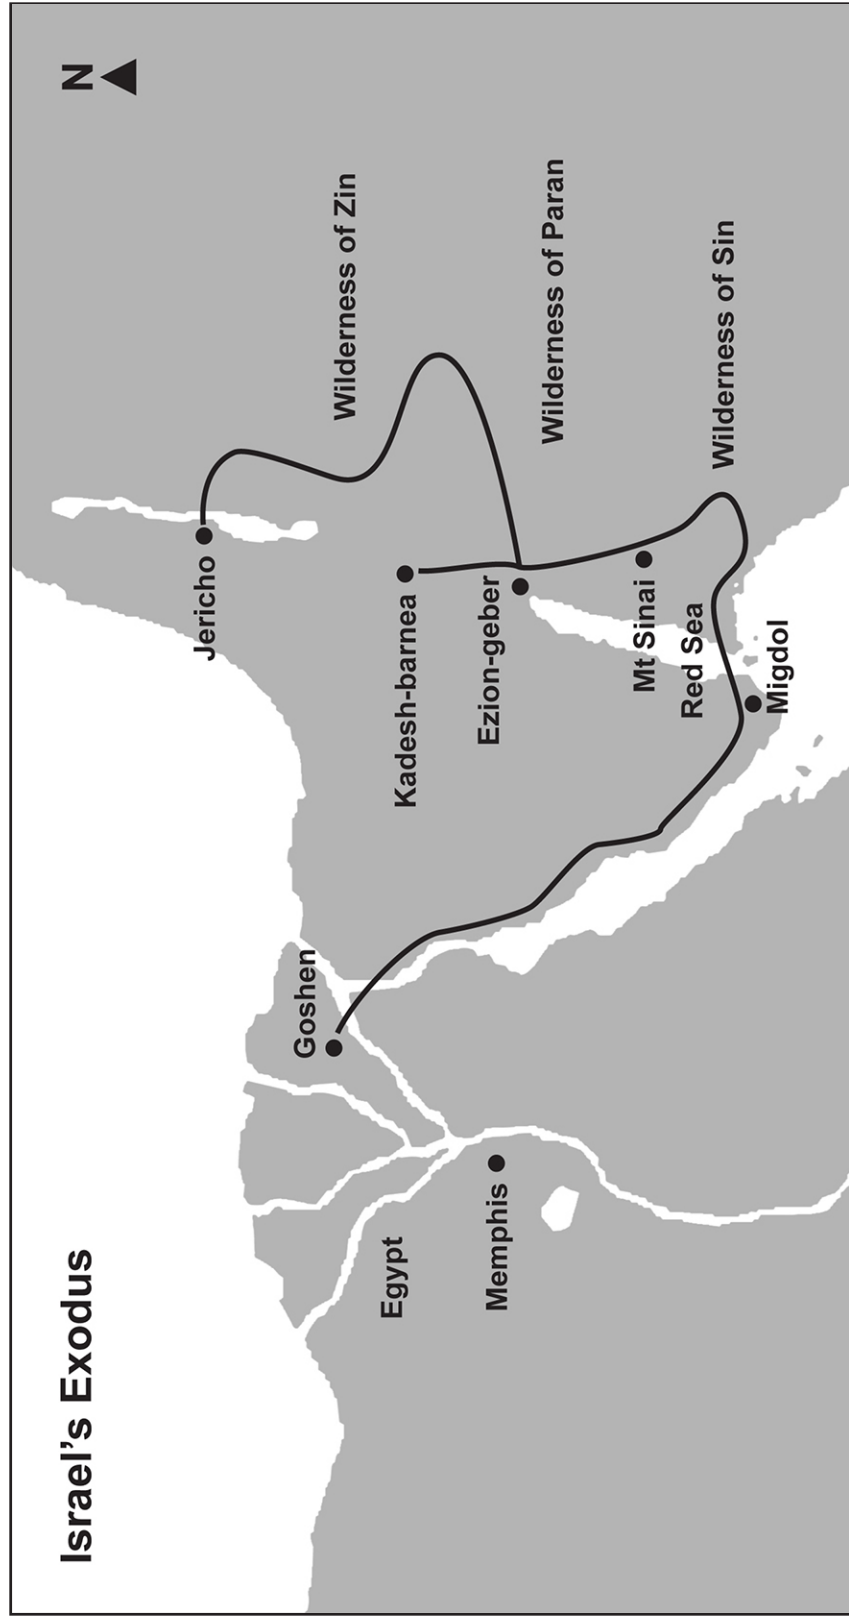 Israel's Exodus
N
Jericho
Wilderness of Zin
Goshen
Kadesh-barnea
Egypt
Ezion-geber
Wilderness of Paran
Memphis
Mt Sinai
Red Sea
Wilderness of Sin
Migdol